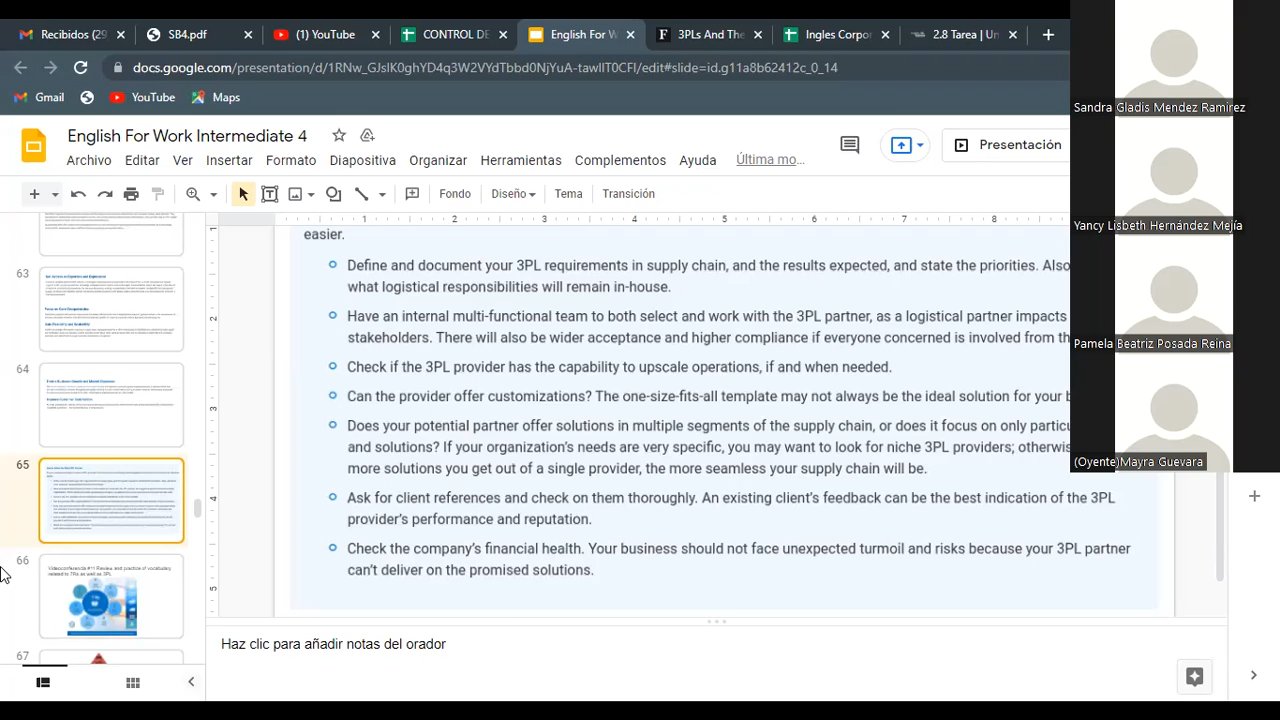 Recibidos (29
SB4.pdf
(1) YouTube
CONTROL DE
English For W
3PLs And The
Ingles Corpor
2.8 Tarea | Un
docs.google.com/presentation/d/1RNw_GJslK0ghYD4q3W2VYdTbbd0NjYuA-tawlIT0CFI/edit#slide=id.g11a8b62412c_0_14
Gmail
YouTube
Maps
English For Work Intermediate 4
Archivo Editar Ver Insertar Formato Diapositiva Organizar Herramientas Complementos Ayuda Última mo...
Presentación
Fondo Diseño Tema Transición
1 2 3 4 5 6 7 8
easier.
Define and document your 3PL requirements in supply chain, and the results expected, and state the priorities. Also
what logistical responsibilities will remain in-house.
Have an internal multi-functional team to both select and work with the 3PL partner, as a logistical partner impacts
stakeholders. There will also be wider acceptance and higher compliance if everyone concerned is involved from th
Check if the 3PL provider has the capability to upscale operations, if and when needed.
Can the provider offer customizations? The one-size-fits-all template may not always be the ideal solution for your b
Does your potential partner offer solutions in multiple segments of the supply chain, or does it focus on only particu
and solutions? If your organization's needs are very specific, you may want to look for niche 3PL providers; otherwis
more solutions you get out of a single provider, the more seamless your supply chain will be.
Ask for client references and check on them thoroughly. An existing client's feedback can be the best indication of the 3PL
provider's performance and reputation.
Check the company's financial health. Your business should not face unexpected turmoil and risks because your 3PL partner
can't deliver on the promised solutions.
63
64
65
66
Videoconferencia #11 Review and practice of vocabulary
related to 7Rs as well as 3PL
67
Haz clic para añadir notas del orador
Sandra Gladis Mendez Ramirez
Yancy Lisbeth Hernández Mejía
Pamela Beatriz Posada Reina
(Oyente)Mayra Guevara